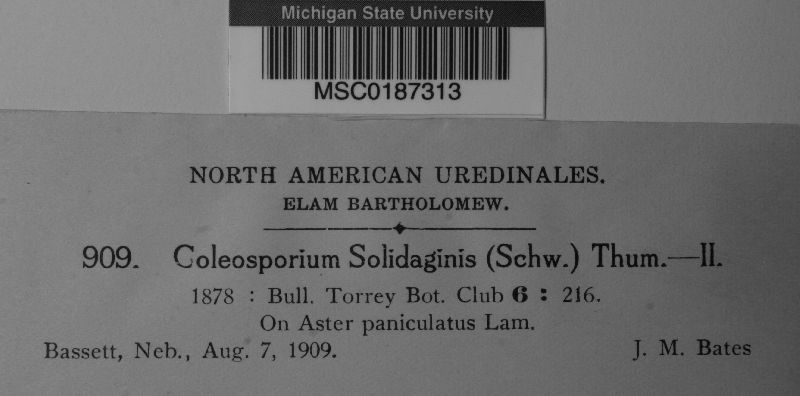 Michigan State University
MSC0187313
NORTH AMERICAN UREDINALES.
ELAM BARTHOLOMEW.
909. Coleosporium Solidaginis (Schw.) Thum.—II.
1878 : Bull. Torrey Bot. Club 6 : 216.
On Aster paniculatus Lam.
Bassett, Neb., Aug. 7, 1909. J. M. Bates